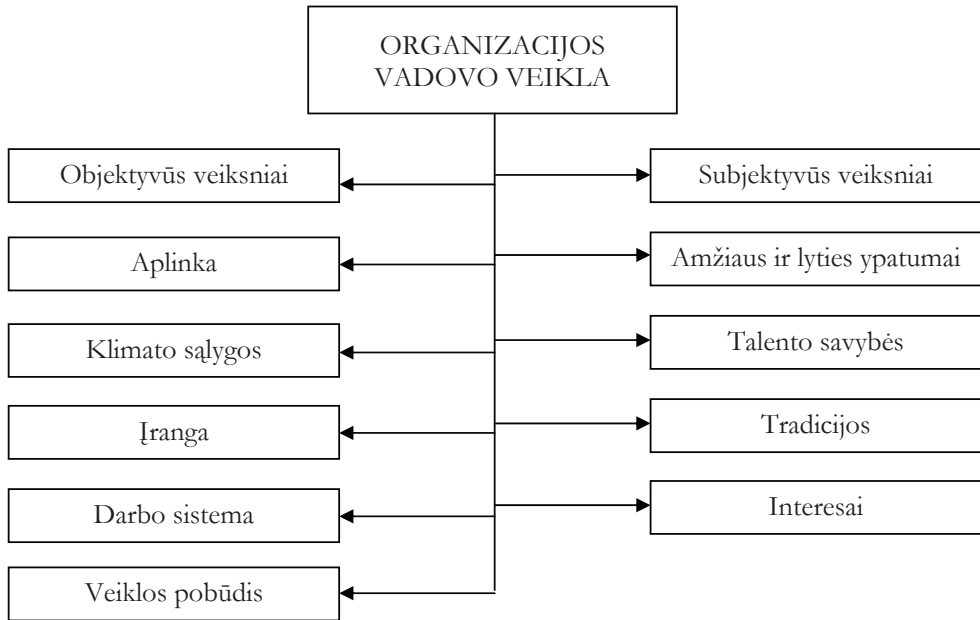 ORGANIZACIJOS
VADOVO VEIKLA
Objektyvūs veiksniai
Subjektyvūs veiksniai
Aplinka
Amžiaus ir lyties ypatumai
Klimato sąlygos
Talento savybės
Įranga
Tradicijos
Darbo sistema
Interesai
Veiklos pobūdis